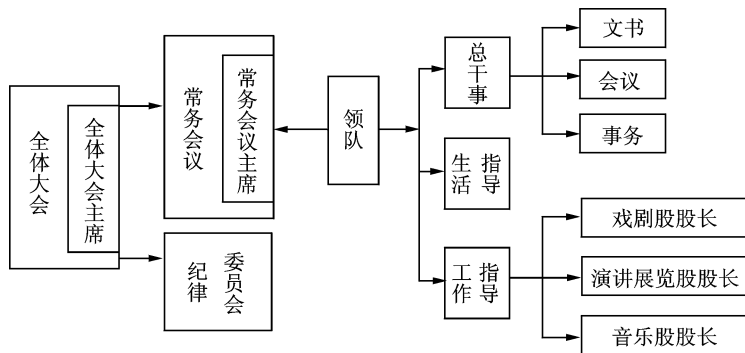 全体大会
全体大会主席
常务会议
常务会议主席
纪律
委员会
领队
总干事
生活
指导
工作
指导
文书
会议
事务
戏剧股股长
演讲展览股股长
音乐股股长